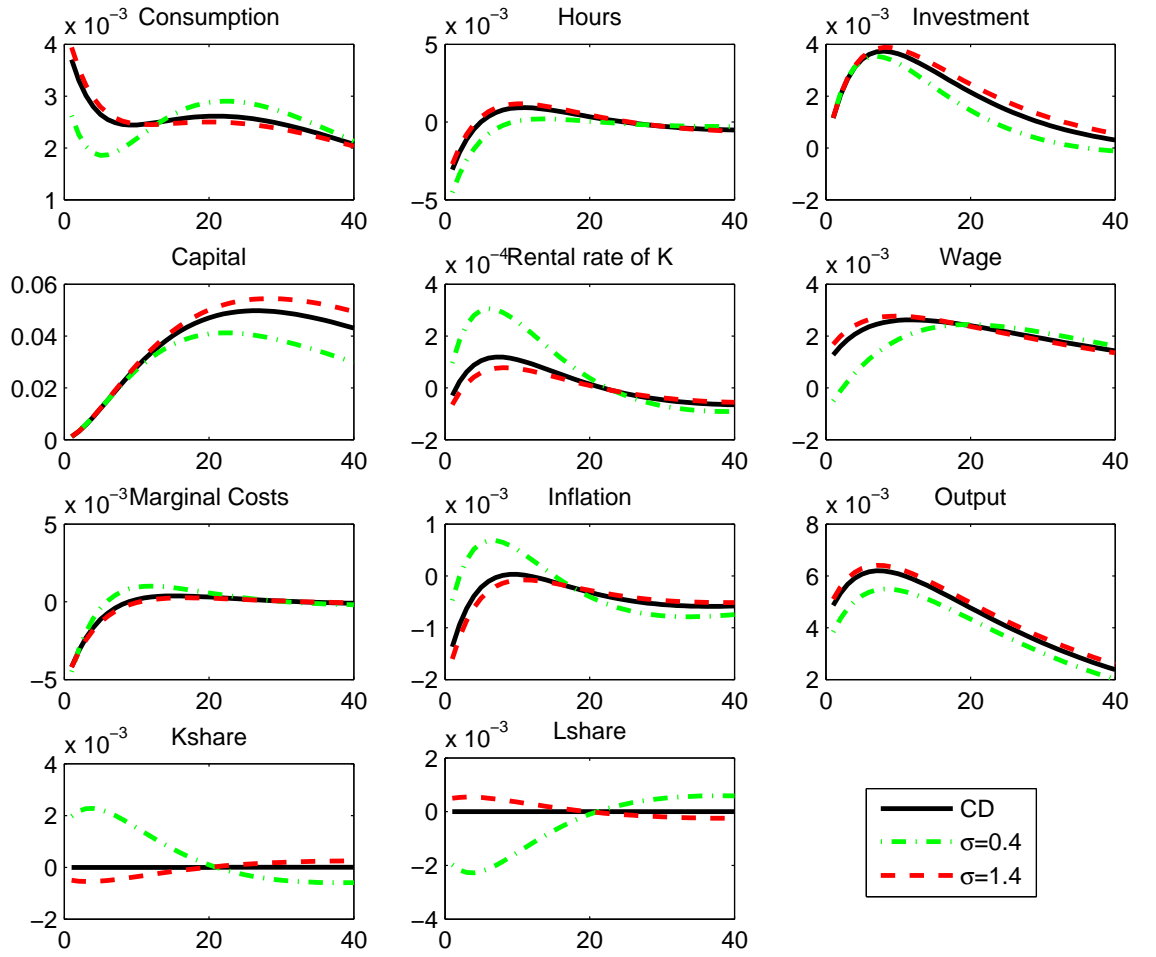 x 10⁻³ Consumption
4
3
2
1
0 20 40
x 10⁻³ Hours
5
0
−5
0 20 40
x 10⁻³ Investment
4
2
0
−2
0 20 40
Capital
0.06
0.04
0.02
0
0 20 40
x 10⁻⁴ Rental rate of K
4
2
0
−2
0 20 40
x 10⁻³ Wage
4
2
0
−2
0 20 40
x 10⁻³ Marginal Costs
5
0
−5
0 20 40
x 10⁻³ Inflation
1
0
−1
−2
0 20 40
x 10⁻³ Output
8
6
4
2
0 20 40
x 10⁻³ Kshare
4
2
0
−2
0 20 40
x 10⁻³ Lshare
2
0
−2
−4
0 20 40
CD
σ=0.4
σ=1.4